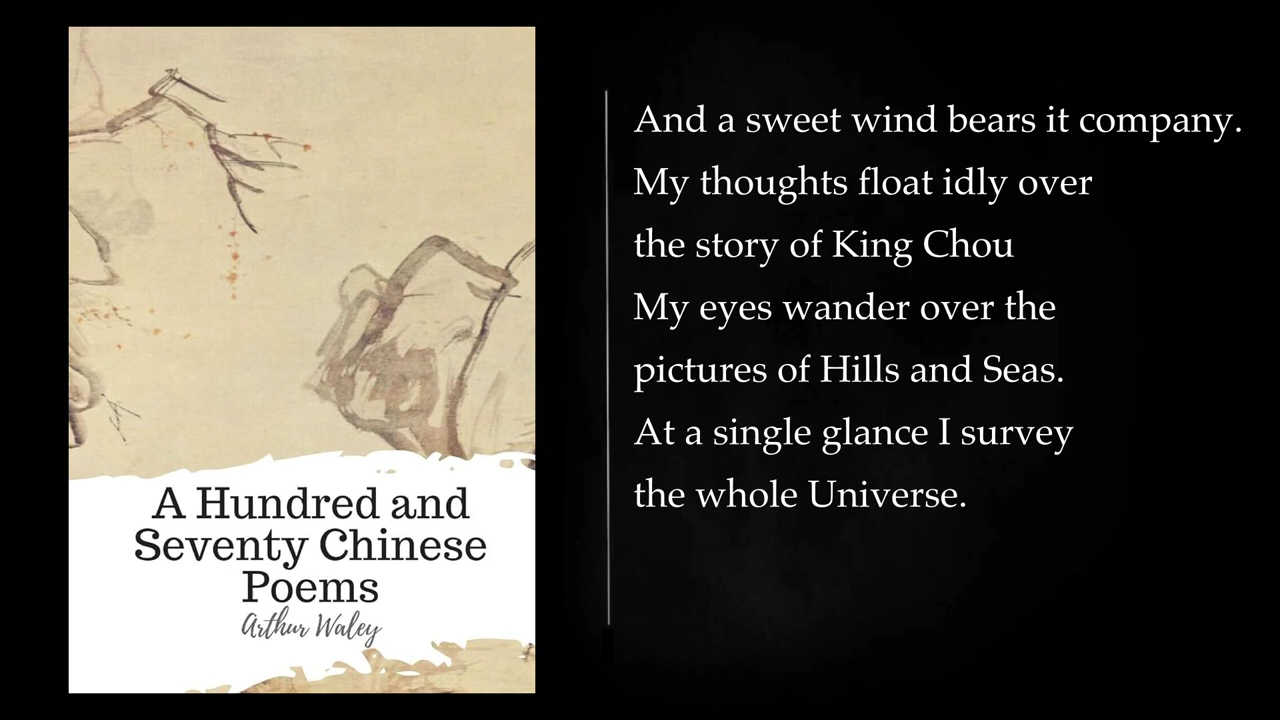 A Hundred and
Seventy Chinese
Poems
Arthur Waley
And a sweet wind bears it company.
My thoughts float idly over
the story of King Chou
My eyes wander over the
pictures of Hills and Seas.
At a single glance I survey
the whole Universe.